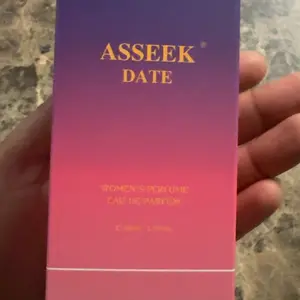 ASSEEK®
DATE
WOMEN'S PERFUME
EAU DE PARFUM